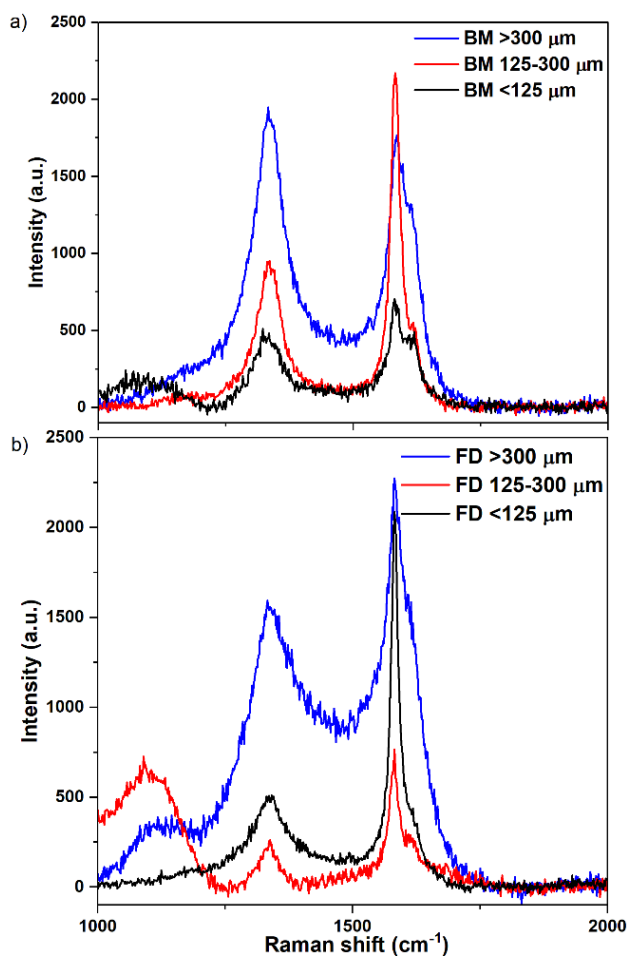 a)
BM >300 μm
BM 125-300 μm
BM <125 μm
2500
2000
1500
1000
500
0
Intensity (a.u.)
b)
FD >300 μm
FD 125-300 μm
FD <125 μm
2500
2000
1500
1000
500
0
Intensity (a.u.)
1000 1500 2000
Raman shift (cm⁻¹)